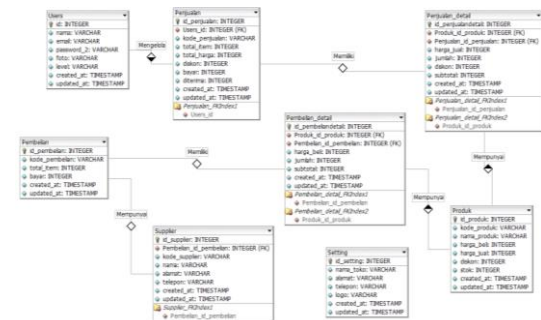 Users
id: INTEGER
nama: VARCHAR
email: VARCHAR
password_2: VARCHAR
foto: VARCHAR
level: VARCHAR
created_at: TIMESTAMP
updated_at: TIMESTAMP
Mengelola
Penjualan
id_penjualan: INTEGER
Users_id: INTEGER (FK)
kode_penjualan: VARCHAR
total_item: INTEGER
total_harga: INTEGER
diskon: INTEGER
bayar: INTEGER
diterima: INTEGER
created_at: TIMESTAMP
updated_at: TIMESTAMP
Penjualan_FKIndex1
Users_id
Memiliki
Penjualan_detail
id_penjualandetail: INTEGER
Produk_id_produk: INTEGER (FK)
Penjualan_id_penjualan: INTEGER (FK)
harga_jual: INTEGER
jumlah: INTEGER
diskon: INTEGER
subtotal: INTEGER
created_at: TIMESTAMP
updated_at: TIMESTAMP
Penjualan_detail_FKIndex1
Penjualan_id_penjualan
Penjualan_detail_FKIndex2
Produk_id_produk
Mempunyai
Pembelian
id_pembelian: INTEGER
kode_pembelian: VARCHAR
total_item: INTEGER
bayar: INTEGER
created_at: TIMESTAMP
updated_at: TIMESTAMP
Memiliki
Pembelian_detail
id_pembeliandetail: INTEGER
Produk_id_produk: INTEGER (FK)
Pembelian_id_pembelian: INTEGER (FK)
harga_beli: INTEGER
jumlah: INTEGER
subtotal: INTEGER
created_at: TIMESTAMP
updated_at: TIMESTAMP
Pembelian_detail_FKIndex1
Pembelian_id_pembelian
Pembelian_detail_FKIndex2
Produk_id_produk
Mempunyai
Mempunyai
Supplier
id_supplier: INTEGER
Pembelian_id_pembelian: INTEGER (FK)
kode_supplier: VARCHAR
nama: VARCHAR
alamat: VARCHAR
telepon: VARCHAR
created_at: TIMESTAMP
updated_at: TIMESTAMP
Supplier_FKIndex1
Pembelian_id_pembelian
Setting
id_setting: INTEGER
nama_toko: VARCHAR
alamat: VARCHAR
telepon: VARCHAR
logo: VARCHAR
created_at: TIMESTAMP
updated_at: TIMESTAMP
Produk
id_produk: INTEGER
kode_produk: VARCHAR
nama_produk: VARCHAR
harga_beli: INTEGER
harga_jual: INTEGER
diskon: INTEGER
stok: INTEGER
created_at: TIMESTAMP
updated_at: TIMESTAMP